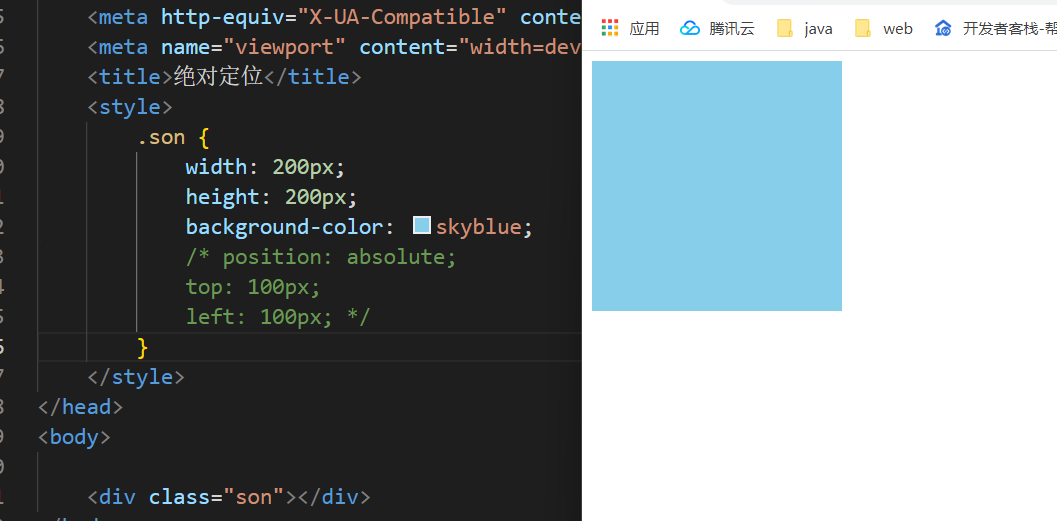 <meta http-equiv="X-UA-Compatible" conte
<meta name="viewport" content="width=dev
<title>绝对定位</title>
<style>
.son {
width: 200px;
height: 200px;
background-color: skyblue;
/* position: absolute;
top: 100px;
left: 100px; */
}
</style>
</head>
<body>
<div class="son"></div>
应用 腾讯云 java web 开发者客栈-帮